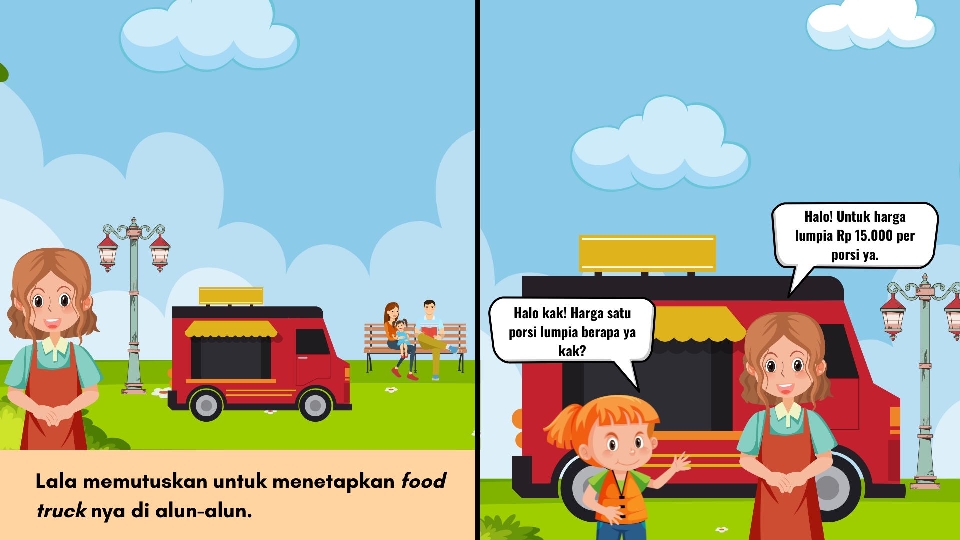 Lala memutuskan untuk menetapkan food
truck nya di alun-alun.
Halo kak! Harga satu
porsi lumpia berapa ya
kak?
Halo! Untuk harga
lumpia Rp 15.000 per
porsi ya.